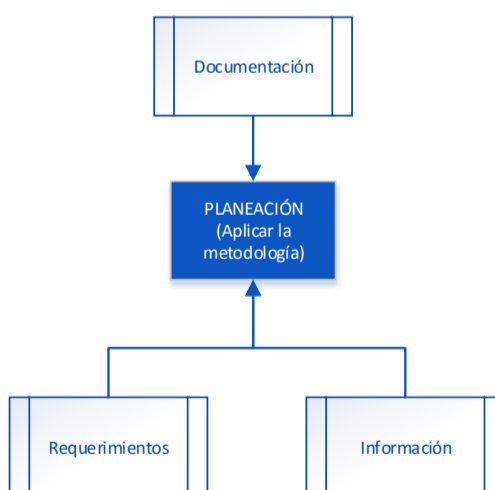 Documentación
PLANEACIÓN
(Aplicar la
metodología)
Requerimientos
Información